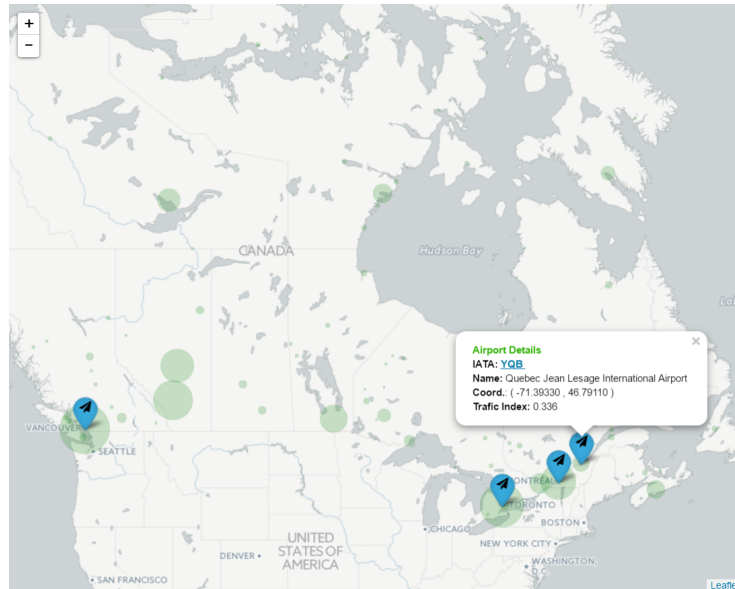 +
−
CANADA
Hudson Bay
Airport Details
IATA: YQB
Name: Quebec Jean Lesage International Airport
Coord.: ( -71.39330 , 46.79110 )
Trafic Index: 0.336
×
VANCOUVER
SEATTLE
ONTRÉAL
TORONTO
CHICAGO
BOSTON
NEW YORK CITY
UNITED
STATES OF
AMERICA
DENVER
WASHINGTON,
D.C.
SAN FRANCISCO
Leafle